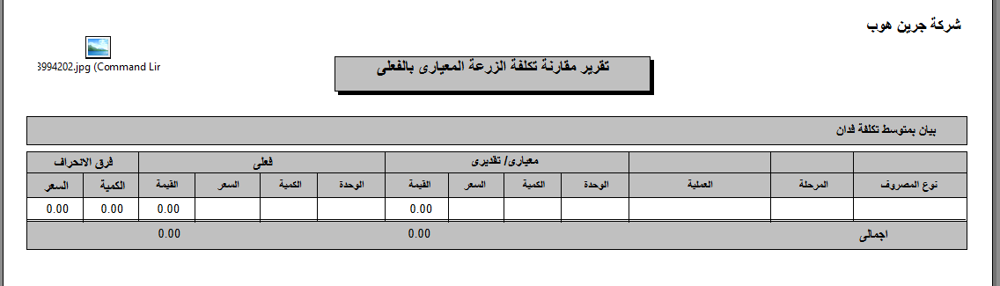 شركة جرين هوب
3994202.jpg (Command Lir
تقرير مقارنة تكلفة الزرعة المعيارى بالفعلى
بيان بمتوسط تكلفة فدان
معيارى/ تقديرى فعلى فرق الانحراف
نوع المصروف المرحلة العملية الوحدة الكمية السعر القيمة الوحدة الكمية السعر القيمة الكمية السعر
0.00 0.00 0.00 0.00
اجمالى 0.00 0.00